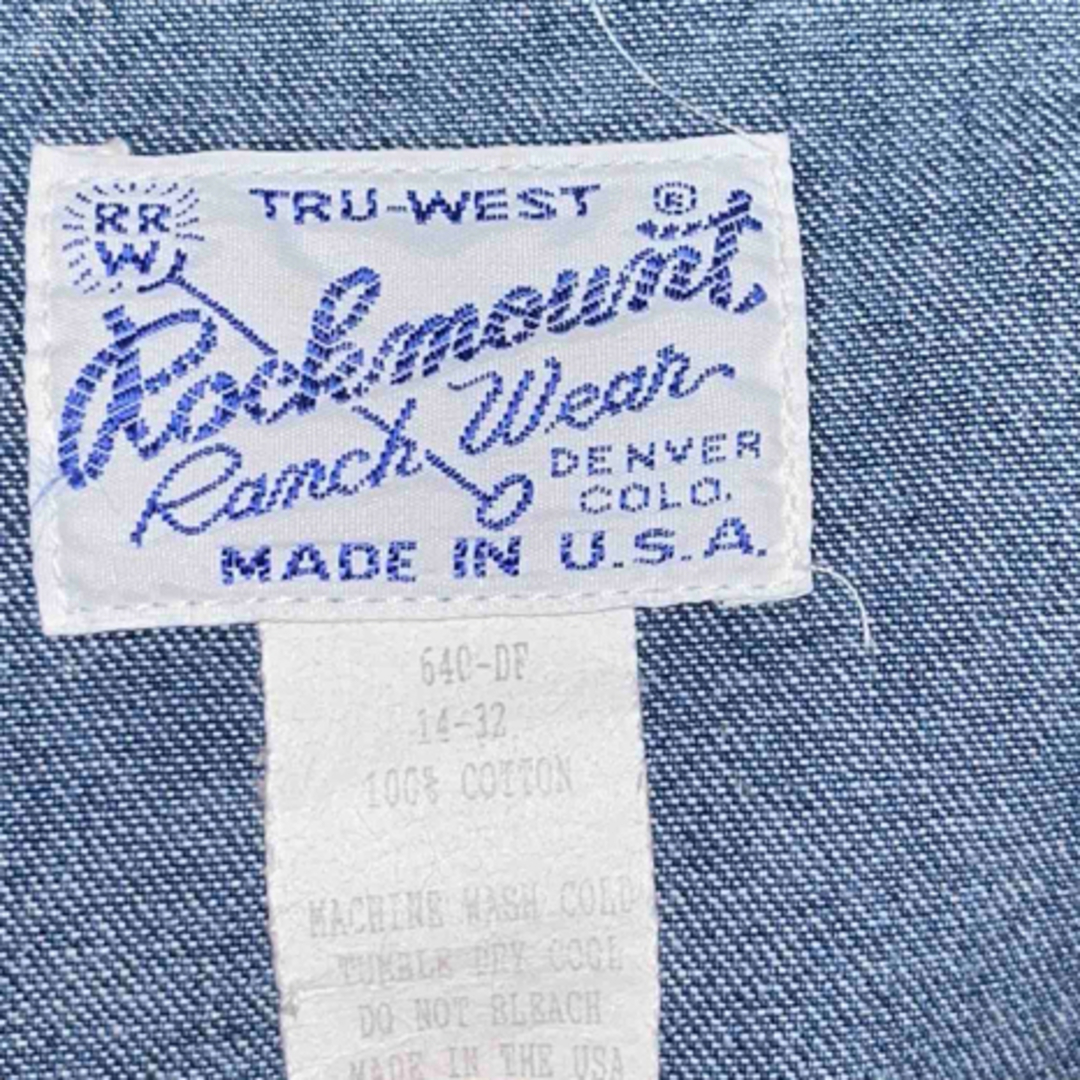 RR
W
TRU-WEST ®
Rockmount
Ranch Wear
DENVER
COLO.
MADE IN U.S.A.
640-DF
14-32
100% COTTON
MACHINE WASH COLD
TUMBLE DRY COOL
DO NOT BLEACH
MADE IN THE USA